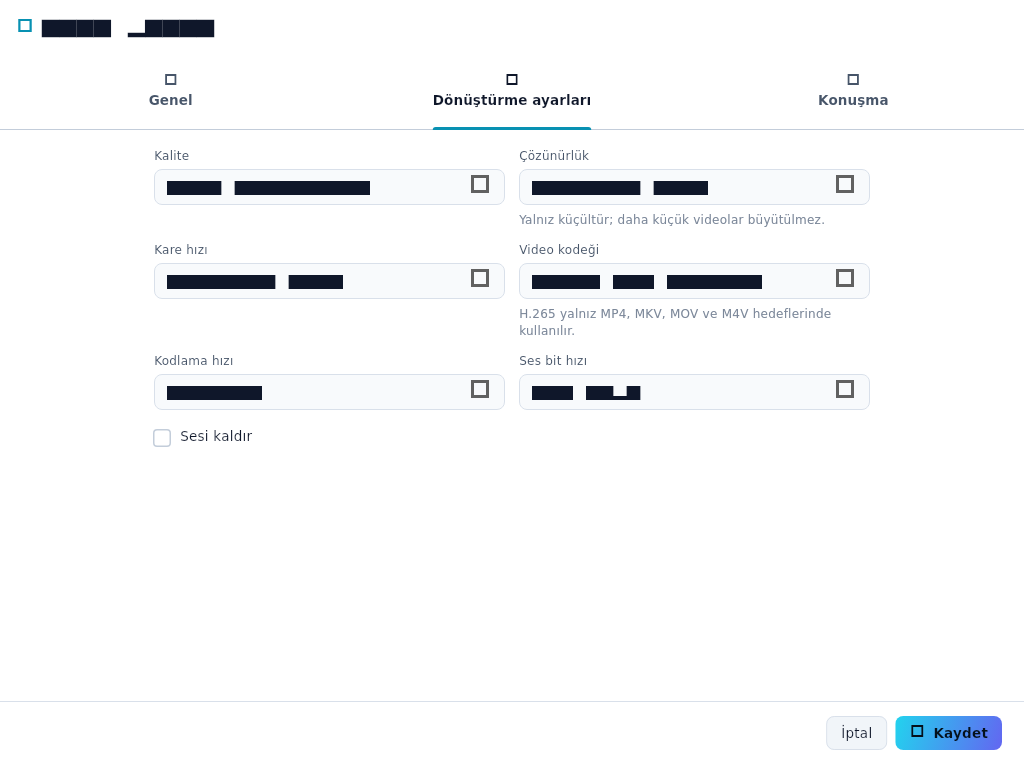 Genel
Dönüştürme ayarları
Konuşma
Kalite
Çözünürlük
Yalnız küçültür; daha küçük videolar büyütülmez.
Kare hızı
Video kodeği
H.265 yalnız MP4, MKV, MOV ve M4V hedeflerinde
kullanılır.
Kodlama hızı
Ses bit hızı
Sesi kaldır
İptal
Kaydet